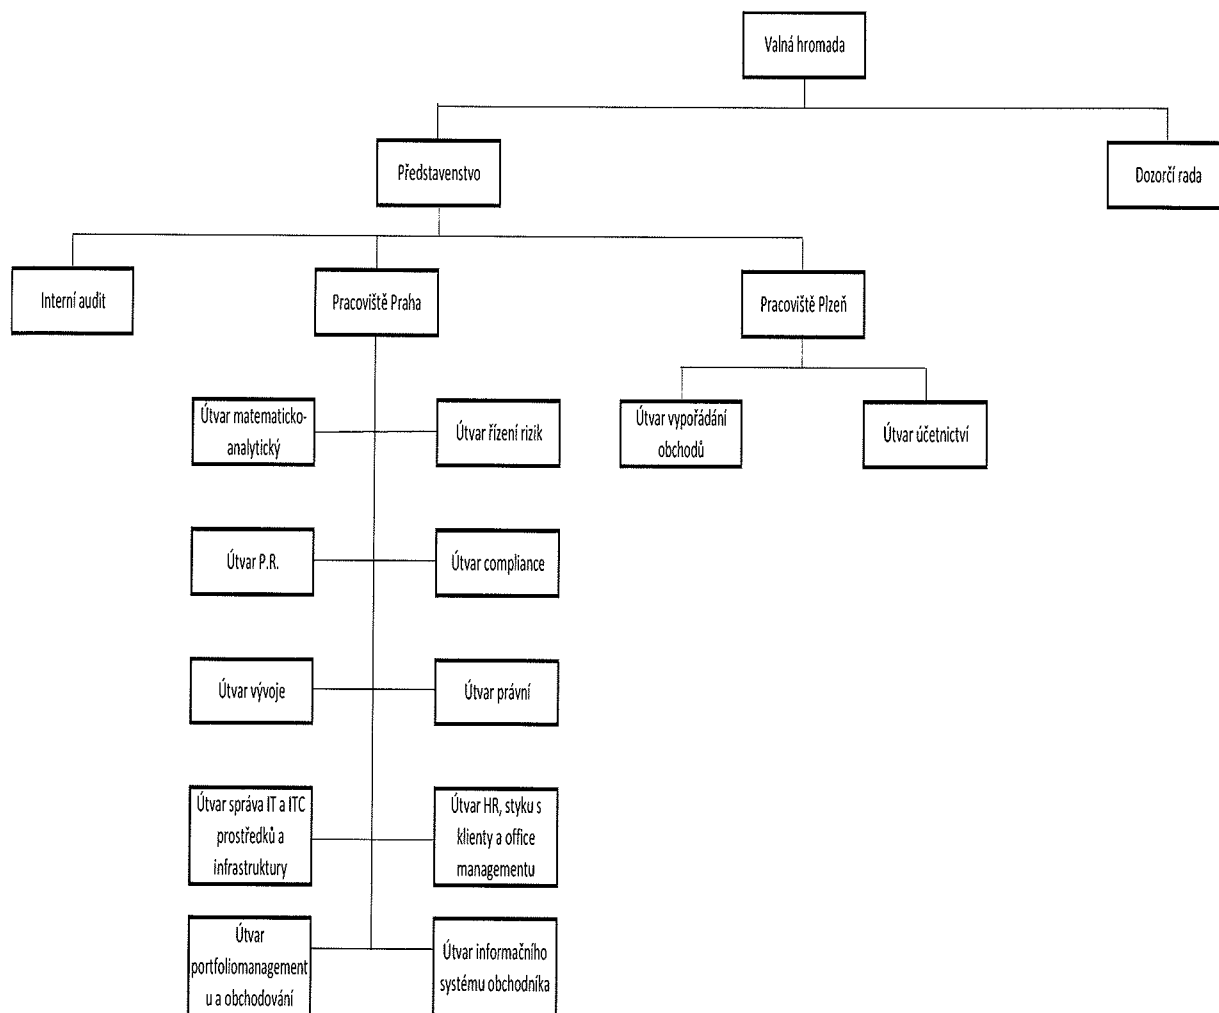 Valná hromada
Představenstvo
Dozorčí rada
Interní audit
Pracoviště Praha
Pracoviště Plzeň
Útvar matematicko-
analytický
Útvar řízení rizik
Útvar vypořádání
obchodů
Útvar účetnictví
Útvar P.R.
Útvar compliance
Útvar vývoje
Útvar právní
Útvar správa IT a ITC
prostředků a
infrastruktury
Útvar HR, styku s
klienty a office
managementu
Útvar
portfoliomanagement
u a obchodování
Útvar informačního
systému obchodníka